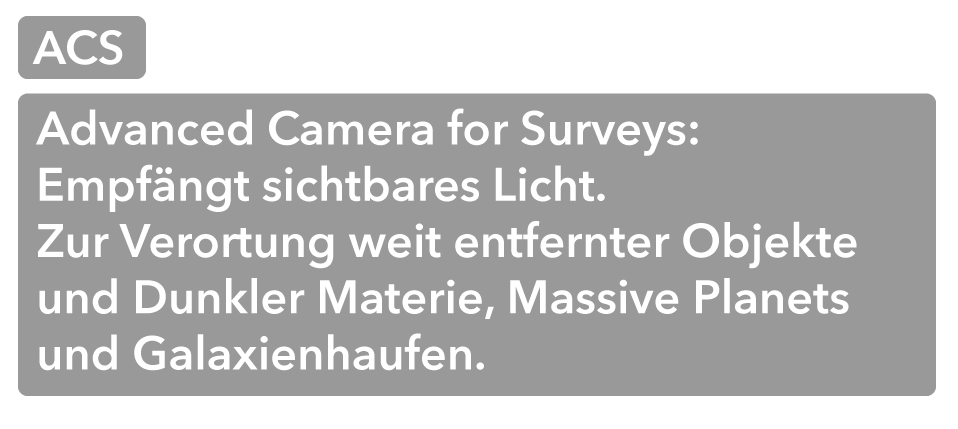 ACS
Advanced Camera for Surveys:
Empfängt sichtbares Licht.
Zur Verortung weit entfernter Objekte
und Dunkler Materie, Massive Planets
und Galaxienhaufen.